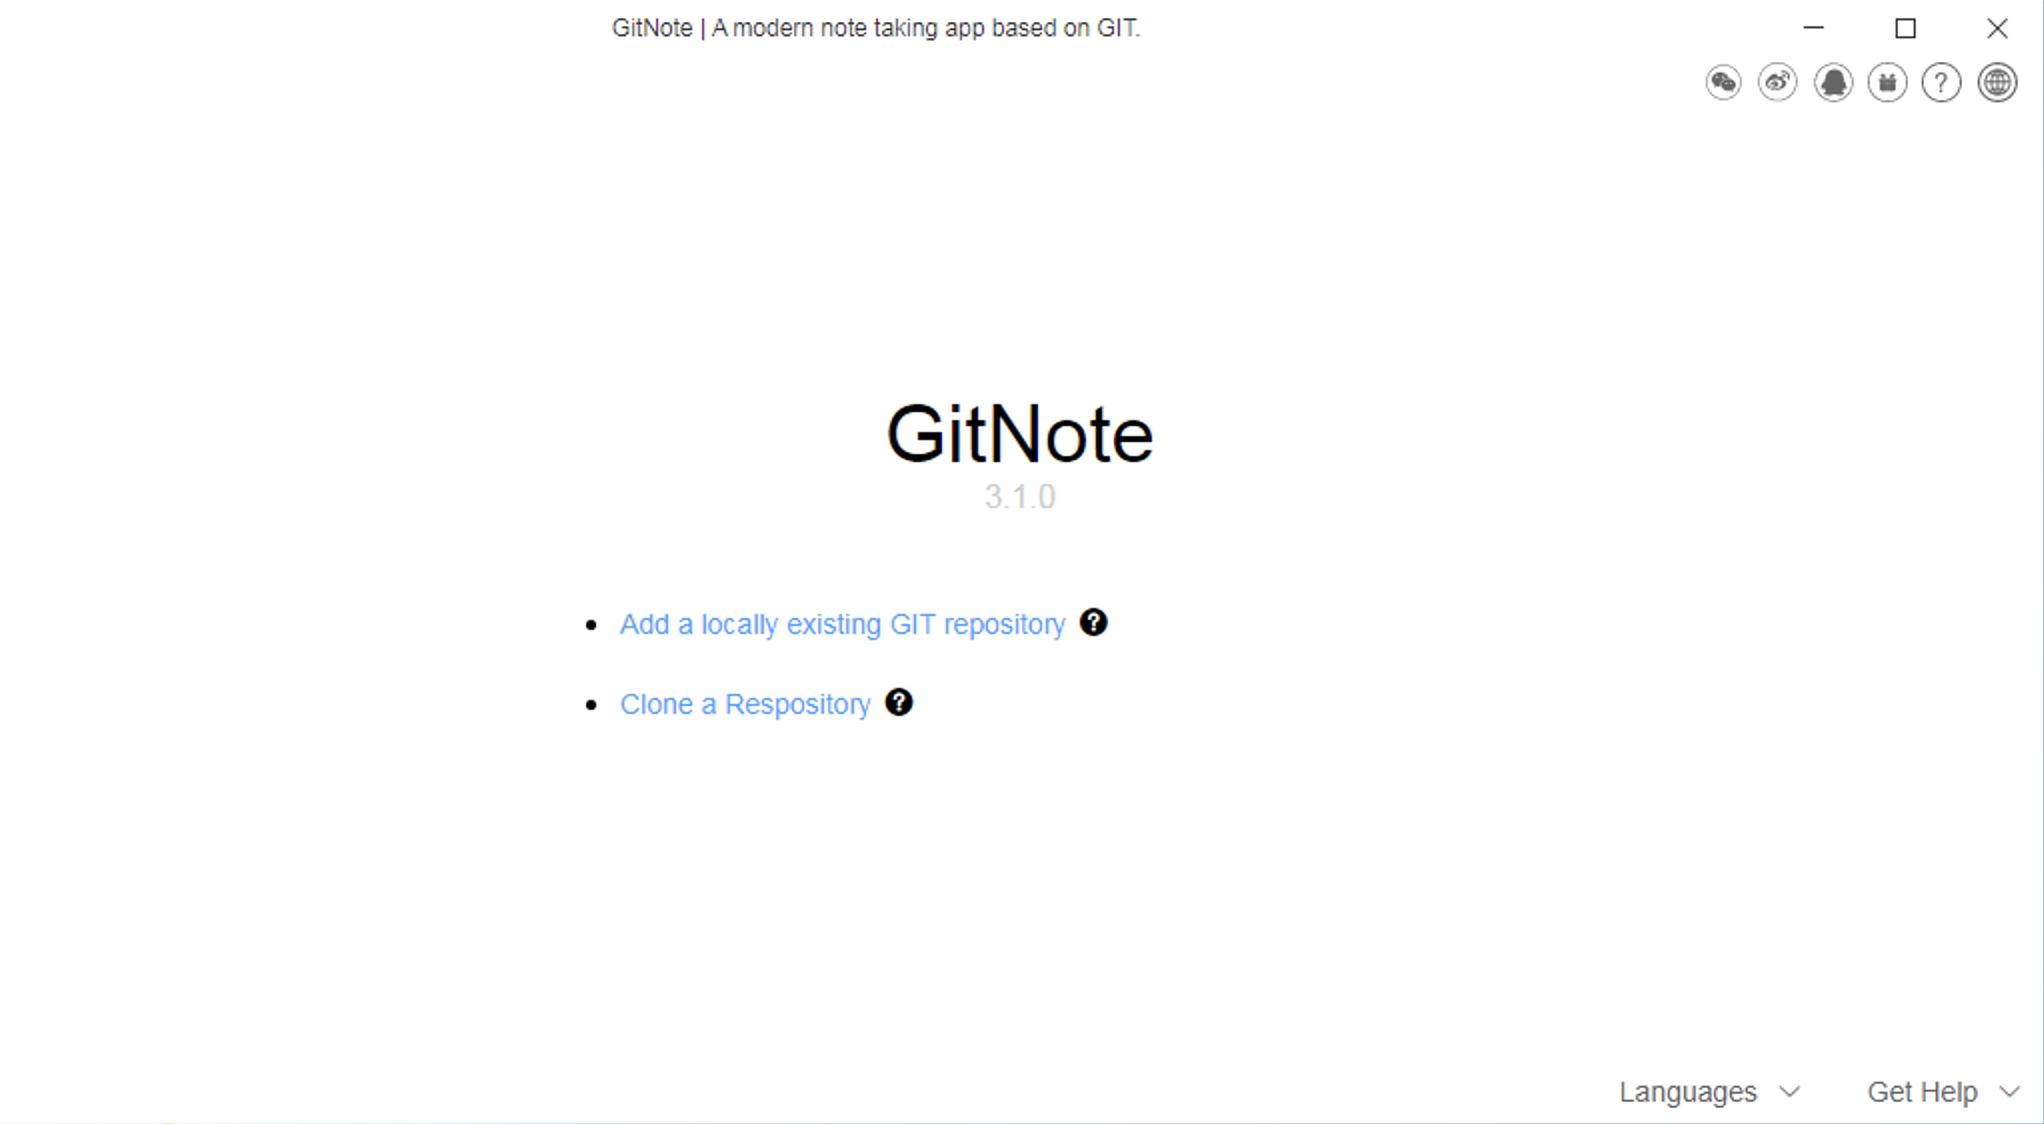 GitNote | A modern note taking app based on GIT.
GitNote
3.1.0
Add a locally existing GIT repository
Clone a Respository
Languages
Get Help